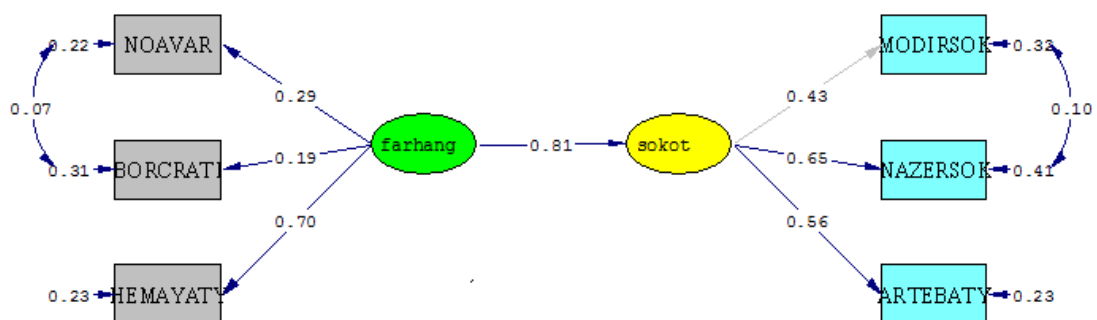 0.22 NOAVAR MODIRSOK 0.32
0.29 0.43
0.07 0.10
farhang 0.81 sokot
0.31 BORCRATI 0.19 0.65 NAZERSOK 0.41
0.70 0.56
0.23 HEMAYATY ARTEBATY 0.23